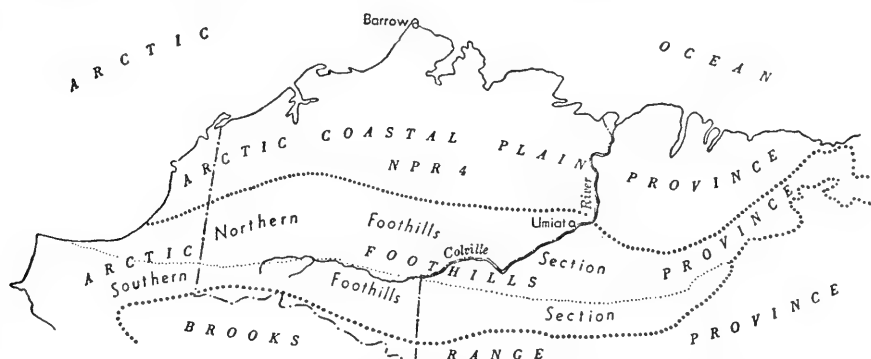 Barrow
ARCTIC OCEAN
ARCTIC COASTAL PLAIN PROVINCE
NPR 4
River
Umiat
Northern Foothills Section
Colville
ARCTIC FOOTHILLS PROVINCE
Southern Foothills Section
BROOKS RANGE PROVINCE